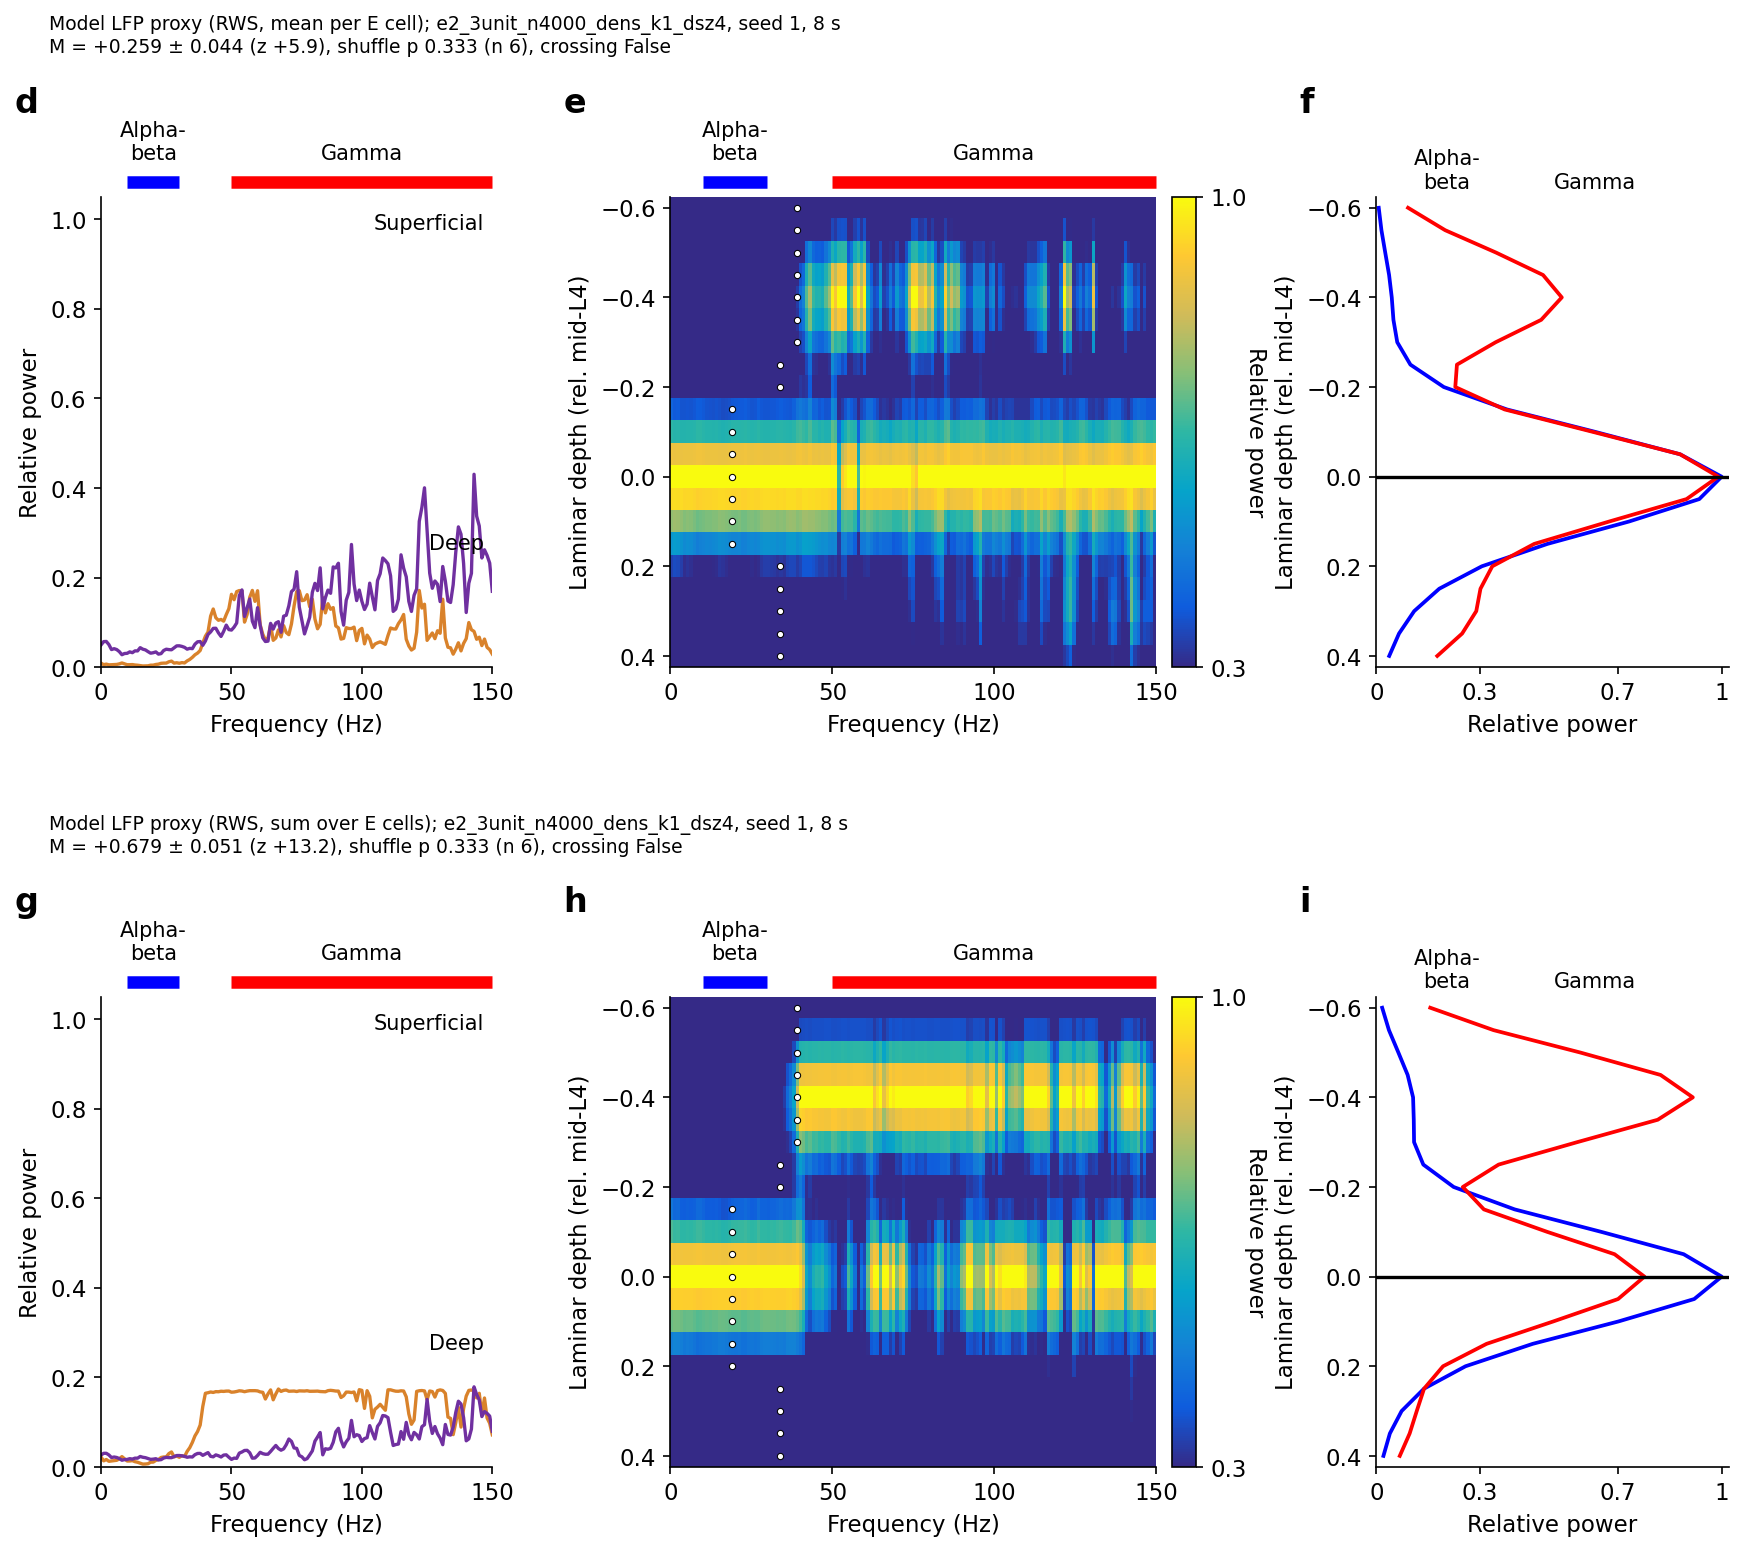 Model LFP proxy (RWS, mean per E cell); e2_3unit_n4000_dens_k1_dsz4, seed 1, 8 s
M = +0.259 ± 0.044 (z +5.9), shuffle p 0.333 (n 6), crossing False
d
Alpha-
beta
Gamma
Superficial
Deep
1.0
0.8
0.6
0.4
0.2
0.0
Relative power
0
50
100
150
Frequency (Hz)
e
Alpha-
beta
Gamma
−0.6
−0.4
−0.2
0.0
0.2
0.4
Laminar depth (rel. mid-L4)
0
50
100
150
Frequency (Hz)
1.0
0.3
Relative power
f
Alpha-
beta
Gamma
−0.6
−0.4
−0.2
0.0
0.2
0.4
Laminar depth (rel. mid-L4)
0
0.3
0.7
1
Relative power
Model LFP proxy (RWS, sum over E cells); e2_3unit_n4000_dens_k1_dsz4, seed 1, 8 s
M = +0.679 ± 0.051 (z +13.2), shuffle p 0.333 (n 6), crossing False
g
Alpha-
beta
Gamma
Superficial
Deep
1.0
0.8
0.6
0.4
0.2
0.0
Relative power
0
50
100
150
Frequency (Hz)
h
Alpha-
beta
Gamma
−0.6
−0.4
−0.2
0.0
0.2
0.4
Laminar depth (rel. mid-L4)
0
50
100
150
Frequency (Hz)
1.0
0.3
Relative power
i
Alpha-
beta
Gamma
−0.6
−0.4
−0.2
0.0
0.2
0.4
Laminar depth (rel. mid-L4)
0
0.3
0.7
1
Relative power